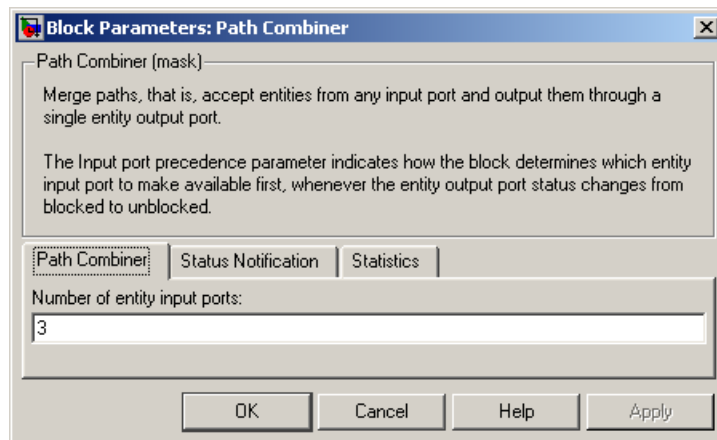 Block Parameters: Path Combiner
Path Combiner (mask)
Merge paths, that is, accept entities from any input port and output them through a
single entity output port.
The Input port precedence parameter indicates how the block determines which entity
input port to make available first, whenever the entity output port status changes from
blocked to unblocked.
Path Combiner
Status Notification
Statistics
Number of entity input ports:
3
OK
Cancel
Help
Apply